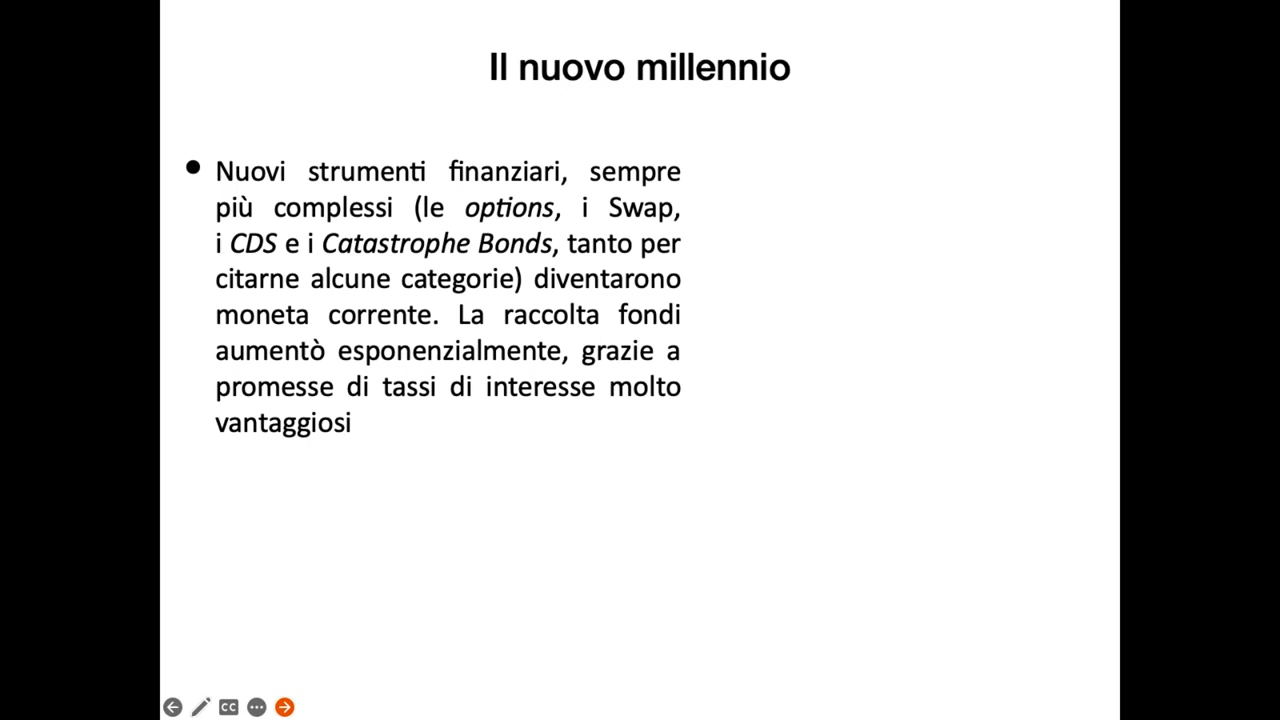 Il nuovo millennio
• Nuovi strumenti finanziari, sempre
più complessi (le options, i Swap,
i CDS e i Catastrophe Bonds, tanto per
citarne alcune categorie) diventarono
moneta corrente. La raccolta fondi
aumentò esponenzialmente, grazie a
promesse di tassi di interesse molto
vantaggiosi
CC